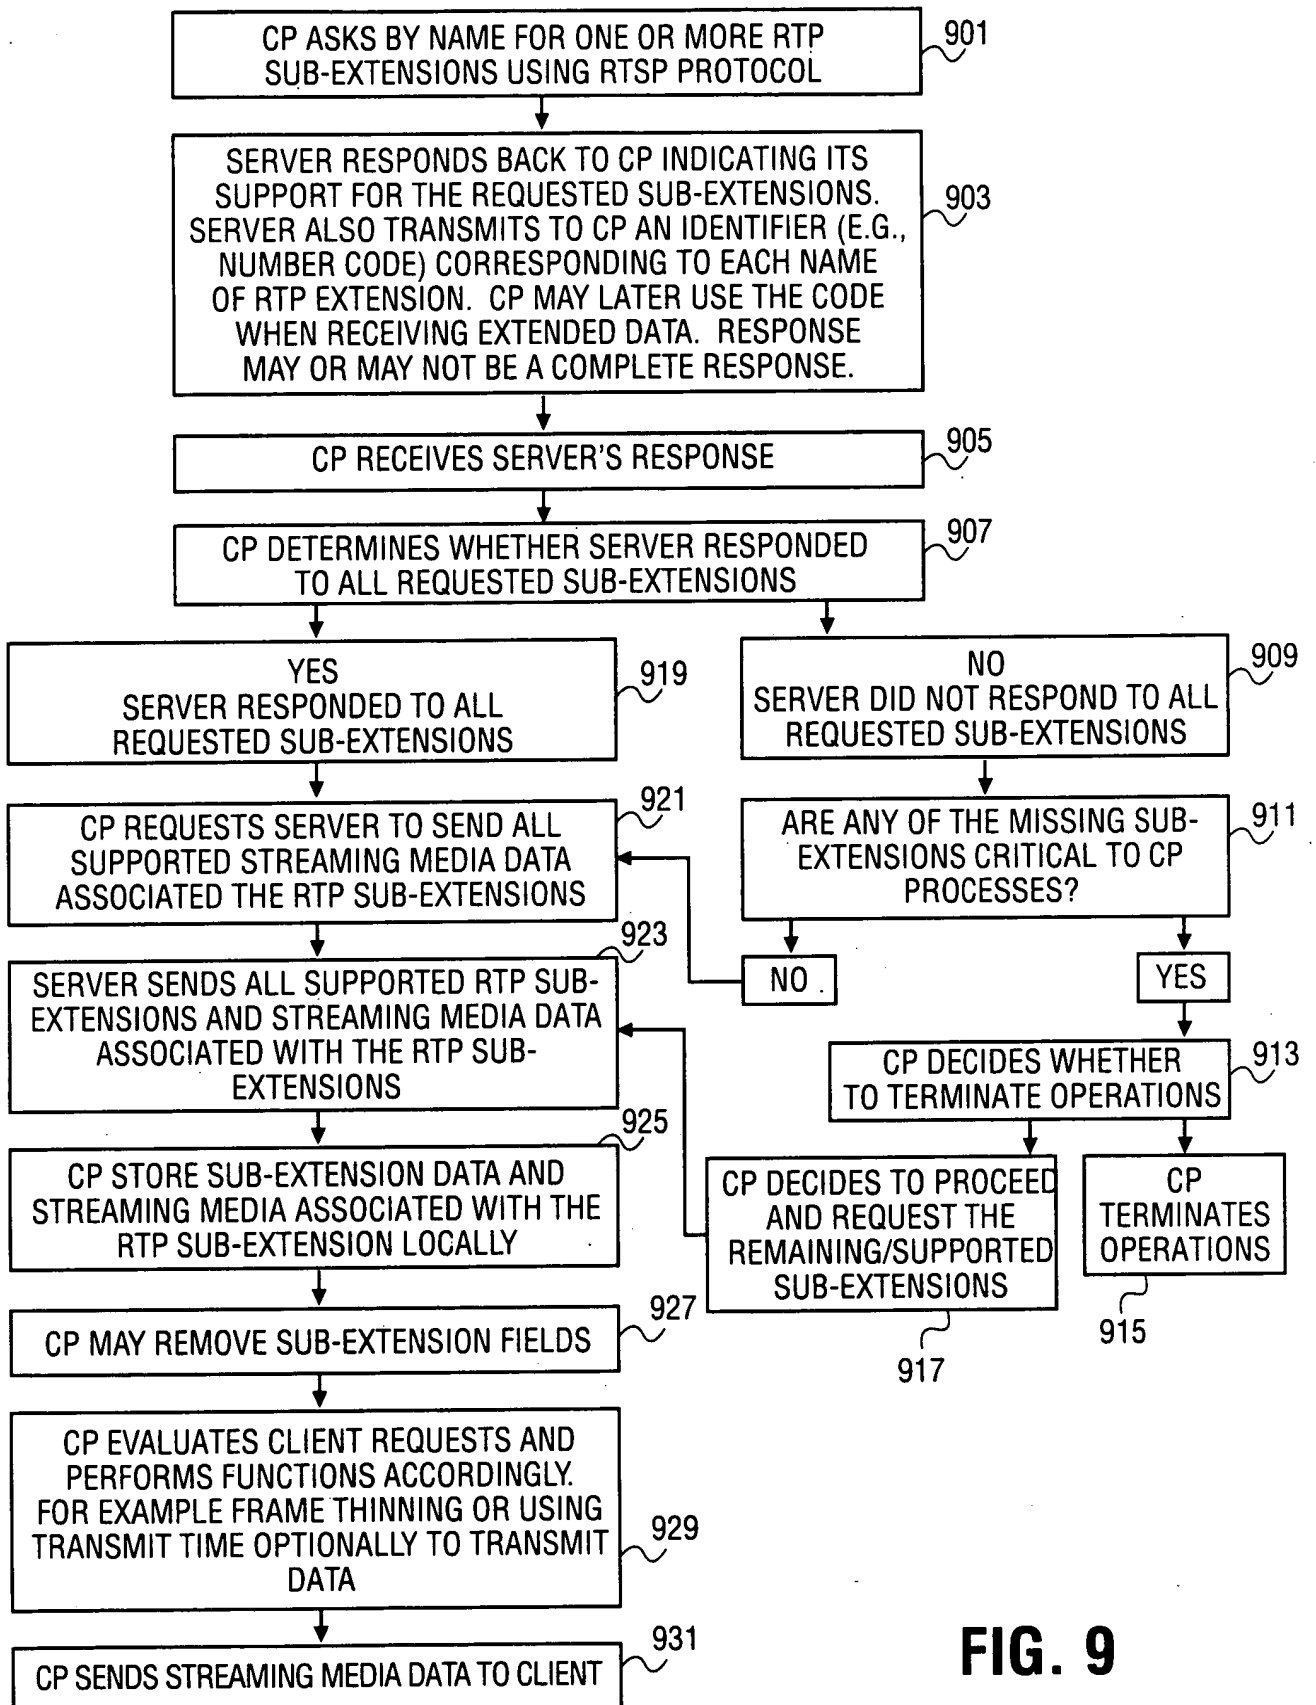 CP ASKS BY NAME FOR ONE OR MORE RTP
SUB-EXTENSIONS USING RTSP PROTOCOL
901
SERVER RESPONDS BACK TO CP INDICATING ITS
SUPPORT FOR THE REQUESTED SUB-EXTENSIONS.
SERVER ALSO TRANSMITS TO CP AN IDENTIFIER (E.G.,
NUMBER CODE) CORRESPONDING TO EACH NAME
OF RTP EXTENSION. CP MAY LATER USE THE CODE
WHEN RECEIVING EXTENDED DATA. RESPONSE
MAY OR MAY NOT BE A COMPLETE RESPONSE.
903
CP RECEIVES SERVER'S RESPONSE
905
CP DETERMINES WHETHER SERVER RESPONDED
TO ALL REQUESTED SUB-EXTENSIONS
907
YES
SERVER RESPONDED TO ALL
REQUESTED SUB-EXTENSIONS
919
NO
SERVER DID NOT RESPOND TO ALL
REQUESTED SUB-EXTENSIONS
909
CP REQUESTS SERVER TO SEND ALL
SUPPORTED STREAMING MEDIA DATA
ASSOCIATED THE RTP SUB-EXTENSIONS
921
ARE ANY OF THE MISSING SUB-
EXTENSIONS CRITICAL TO CP
PROCESSES?
911
NO
YES
SERVER SENDS ALL SUPPORTED RTP SUB-
EXTENSIONS AND STREAMING MEDIA DATA
ASSOCIATED WITH THE RTP SUB-
EXTENSIONS
923
CP DECIDES WHETHER
TO TERMINATE OPERATIONS
913
CP STORE SUB-EXTENSION DATA AND
STREAMING MEDIA ASSOCIATED WITH THE
RTP SUB-EXTENSION LOCALLY
925
CP DECIDES TO PROCEED
AND REQUEST THE
REMAINING/SUPPORTED
SUB-EXTENSIONS
917
CP
TERMINATES
OPERATIONS
915
CP MAY REMOVE SUB-EXTENSION FIELDS
927
CP EVALUATES CLIENT REQUESTS AND
PERFORMS FUNCTIONS ACCORDINGLY.
FOR EXAMPLE FRAME THINNING OR USING
TRANSMIT TIME OPTIONALLY TO TRANSMIT
DATA
929
CP SENDS STREAMING MEDIA DATA TO CLIENT
931
FIG. 9